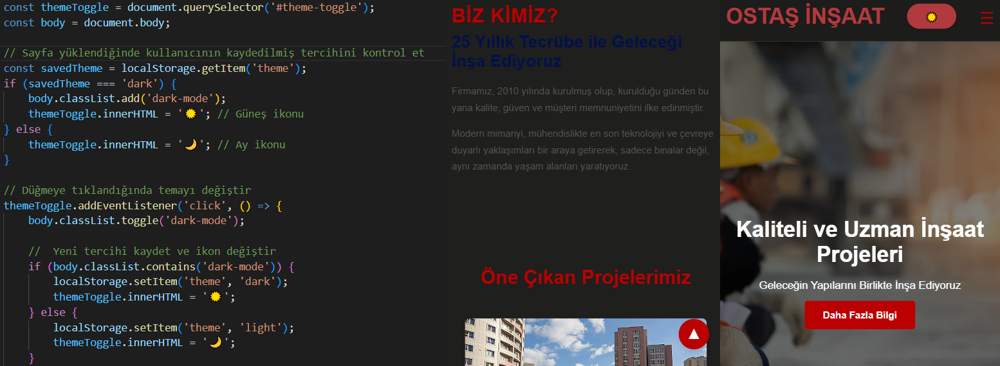 const themeToggle = document.querySelector('#theme-toggle');
const body = document.body;
// Sayfa yüklendiğinde kullanıcının kaydedilmiş tercihini kontrol et
const savedTheme = localStorage.getItem('theme');
if (savedTheme === 'dark') {
    body.classList.add('dark-mode');
    themeToggle.innerHTML = '☀️'; // Güneş ikonu
} else {
    themeToggle.innerHTML = '🌙'; // Ay ikonu
}
// Düğmeye tıklandığında temayı değiştir
themeToggle.addEventListener('click', () => {
    body.classList.toggle('dark-mode');
    //  Yeni tercihi kaydet ve ikon değiştir
    if (body.classList.contains('dark-mode')) {
        localStorage.setItem('theme', 'dark');
        themeToggle.innerHTML = '☀️';
    } else {
        localStorage.setItem('theme', 'light');
        themeToggle.innerHTML = '🌙';
    }
BİZ KİMİZ?
25 Yıllık Tecrübe ile Geleceği
İnşa Ediyoruz
Firmamız, 2010 yılında kurulmuş olup, kurulduğu günden bu
yana kalite, güven ve müşteri memnuniyetini ilke edinmiştir.
Modern mimariyi, mühendislikte en son teknolojiyi ve çevreye
duyarlı yaklaşımları bir araya getirerek, sadece binalar değil,
aynı zamanda yaşam alanları yaratıyoruz.
Öne Çıkan Projelerimiz
OSTAŞ İNŞAAT
Kaliteli ve Uzman İnşaat
Projeleri
Geleceğin Yapılarını Birlikte İnşa Ediyoruz
Daha Fazla Bilgi